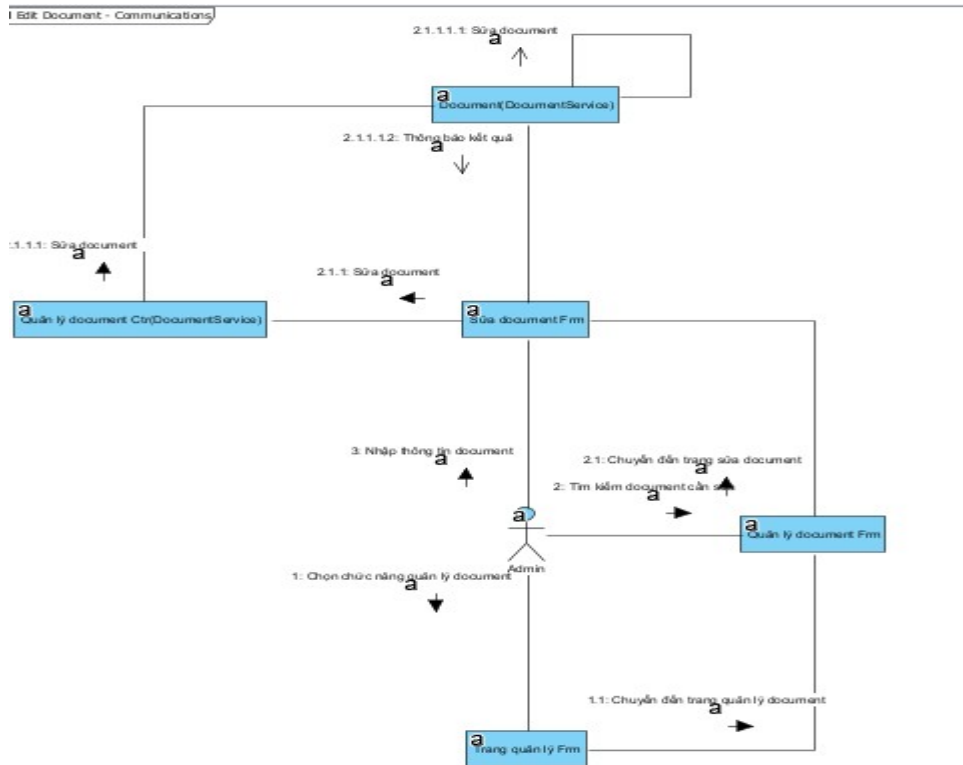 Edit Document - Communications
2.1.1.1.1: Sửa document
a
a
Document(DocumentService)
2.1.1.1.2: Thông báo kết quả
a
.1.1.1: Sửa document
a
2.1.1: Sửa document
a
a
Quản lý document Ctr(DocumentService)
a
Sửa document Frm
3: Nhập thông tin document
a
2.1: Chuyển đến trang sửa document
a
2: Tìm kiếm document cần s
a
a
a
Quản lý document Frm
Admin
1: Chọn chức năng quản lý document
a
1.1: Chuyển đến trang quản lý document
a
a
Trang quản lý Frm